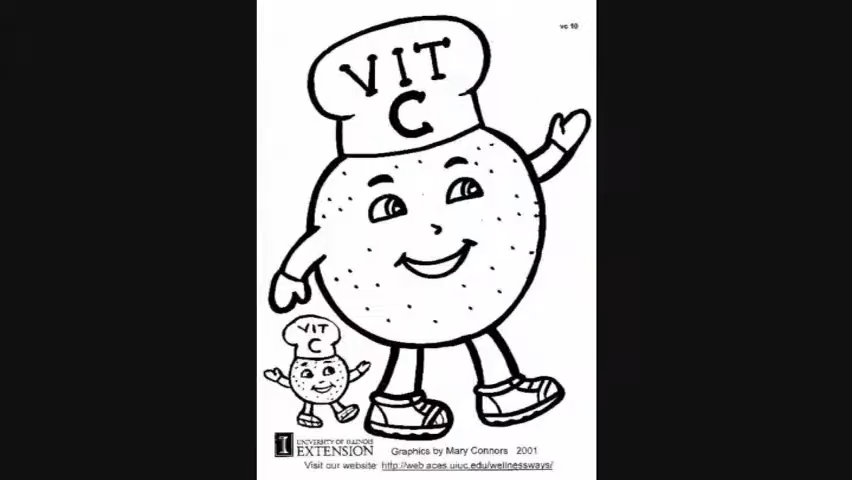 vc 10
VIT
C
VIT
C
I
UNIVERSITY OF ILLINOIS
EXTENSION
Graphics by Mary Connors 2001
Visit our website http://web.aces.uiuc.edu/wellnessways/